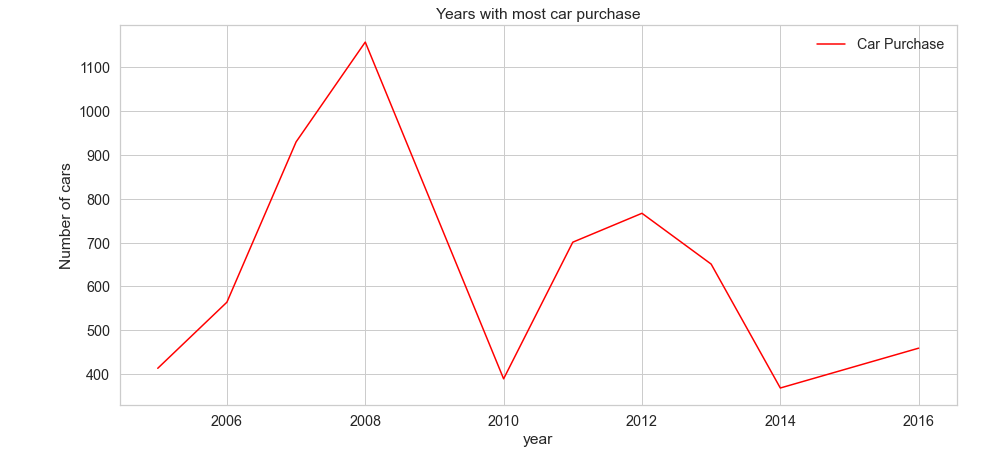 Years with most car purchase
Car Purchase
Number of cars
1100
1000
900
800
700
600
500
400
2006 2008 2010 2012 2014 2016
year